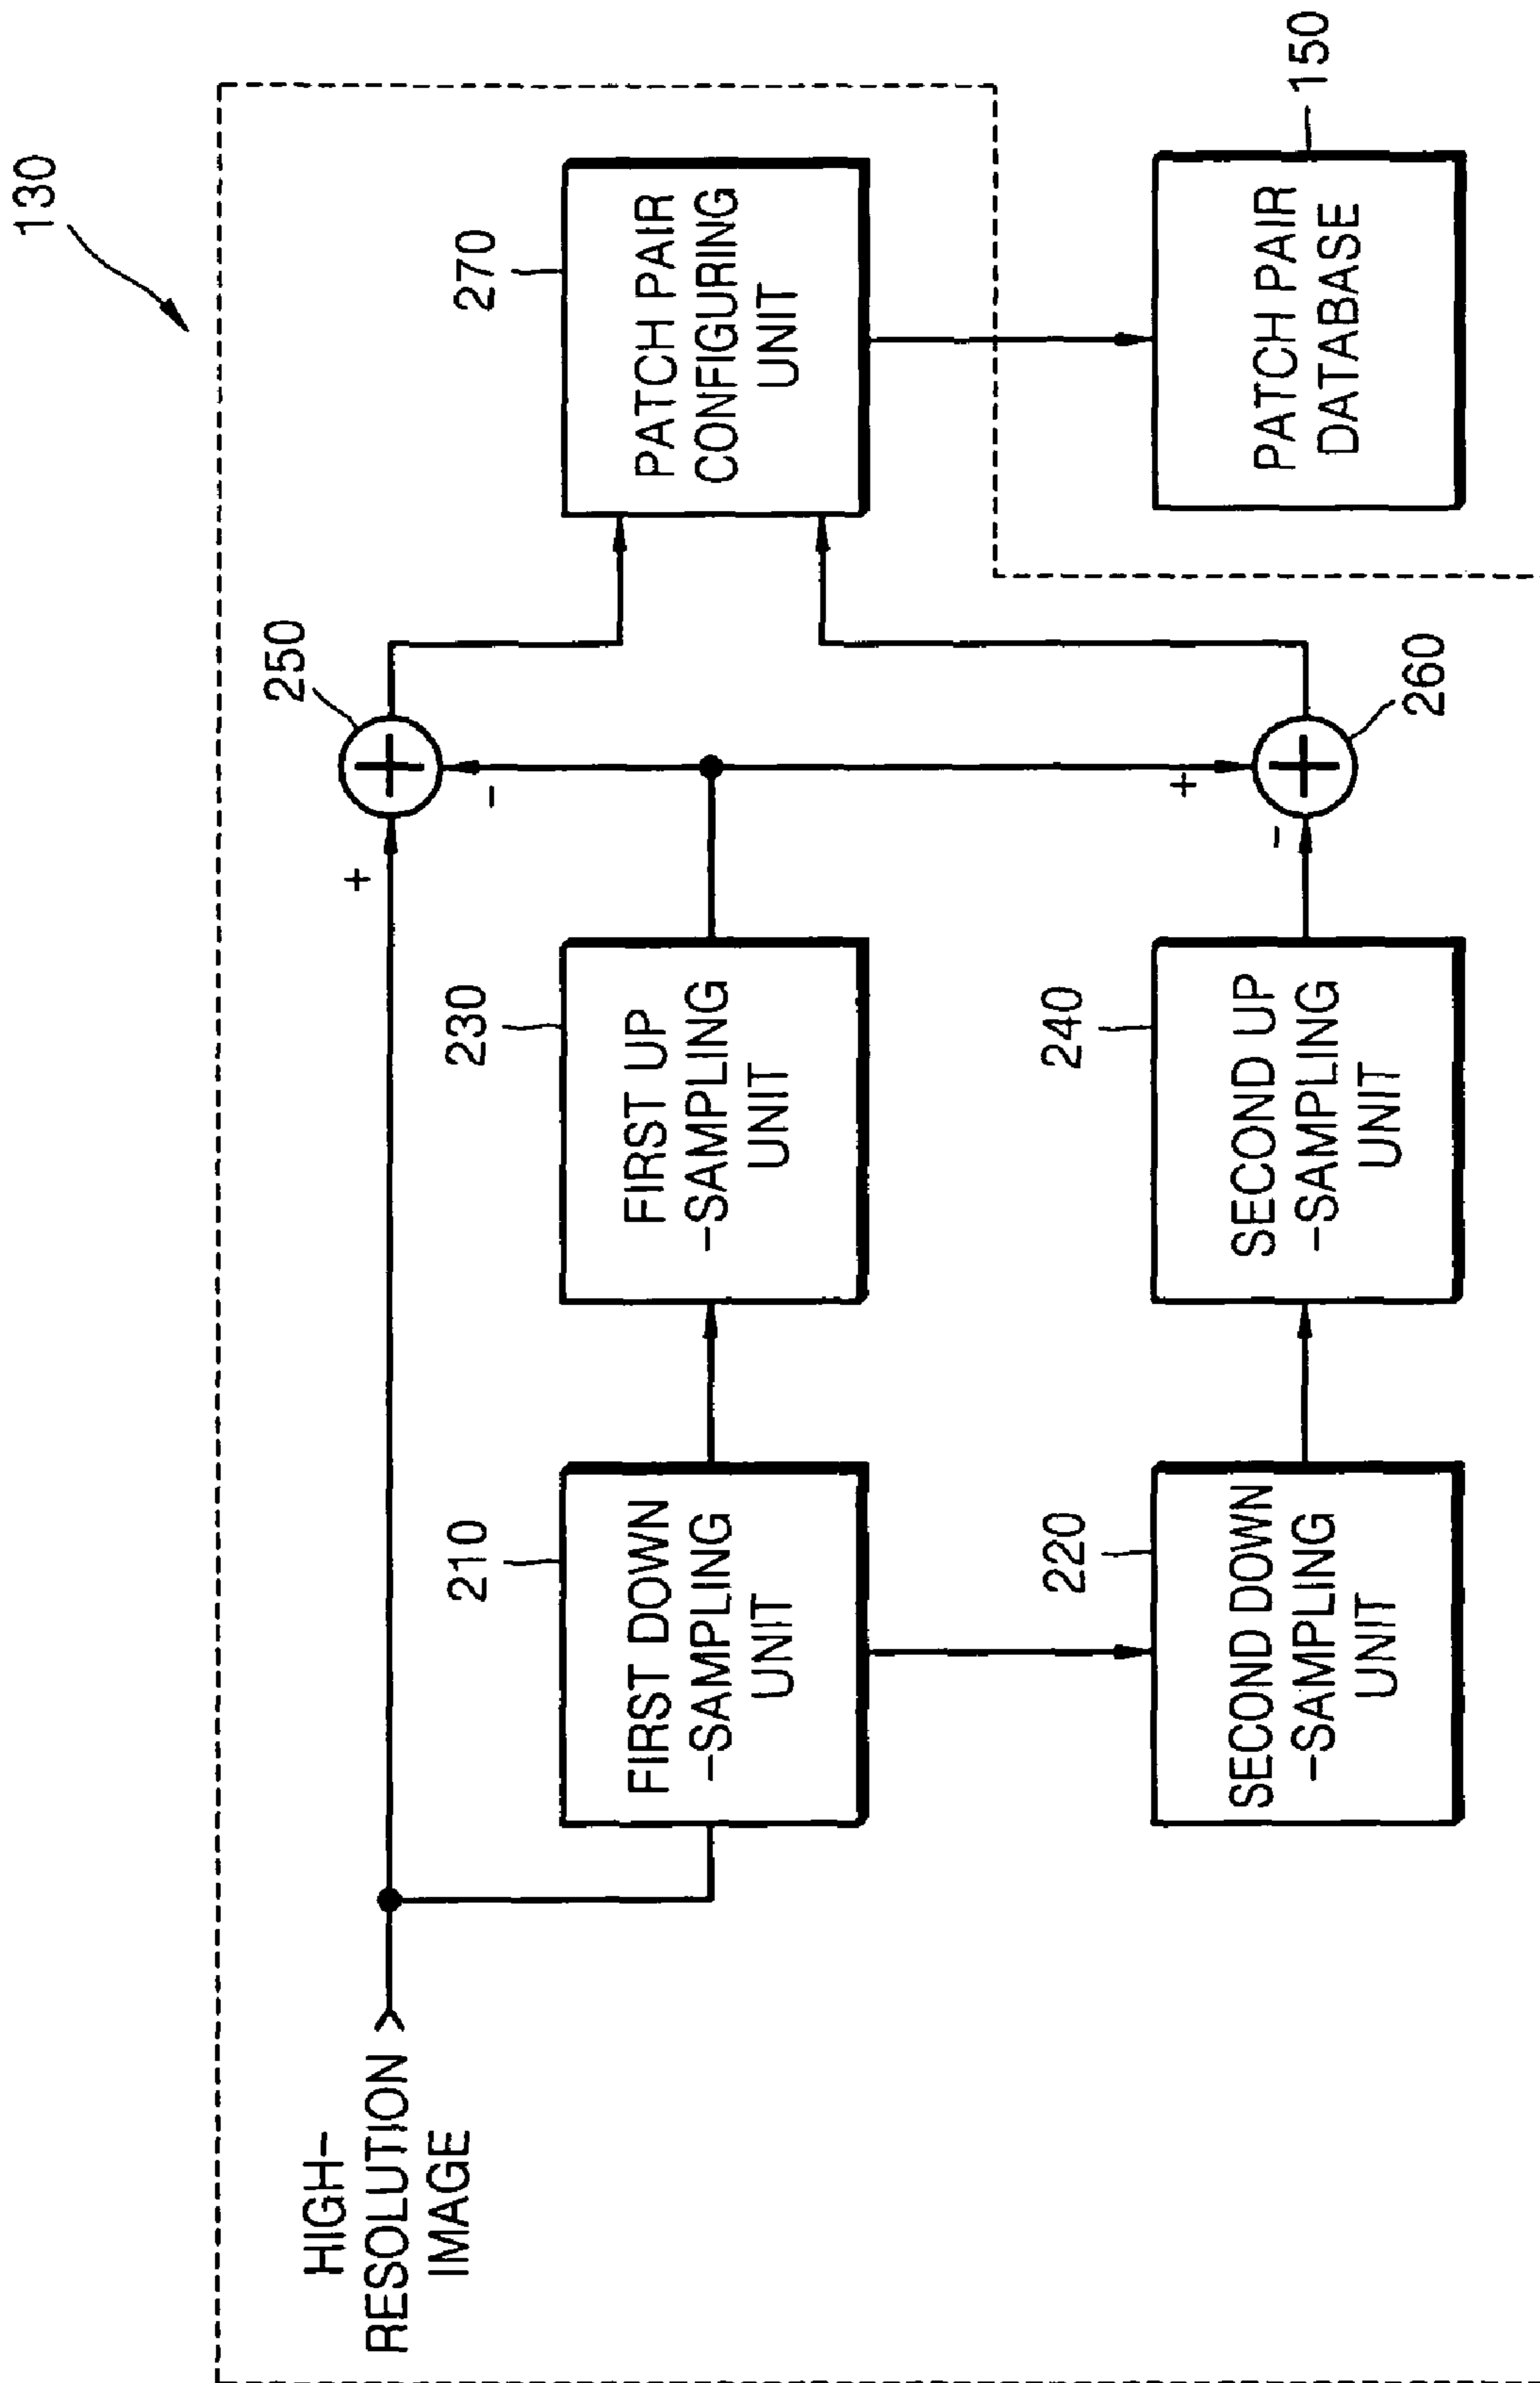 130
HIGH-
RESOLUTION
IMAGE
+
250
-
210
FIRST DOWN
-SAMPLING
UNIT
230
FIRST UP
-SAMPLING
UNIT
270
PATCH PAIR
CONFIGURING
UNIT
220
SECOND DOWN
-SAMPLING
UNIT
240
SECOND UP
-SAMPLING
UNIT
+
-
260
PATCH PAIR
DATABASE
150